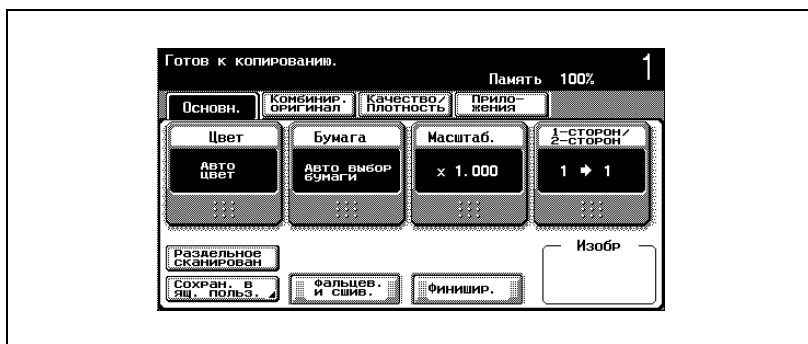 Готов к копированию.
Память 100% 1
Основн. Комбинир. оригинал Качество/ Плотность Прило- жения
Цвет Бумага Масштаб. 1-сторон/ 2-сторон
Авто цвет Авто выбор бумаги x 1.000 1 → 1
Раздельное сканирован Изобр
Сохран. в ящ. польз. Фальцев. и сшив. Финишир.